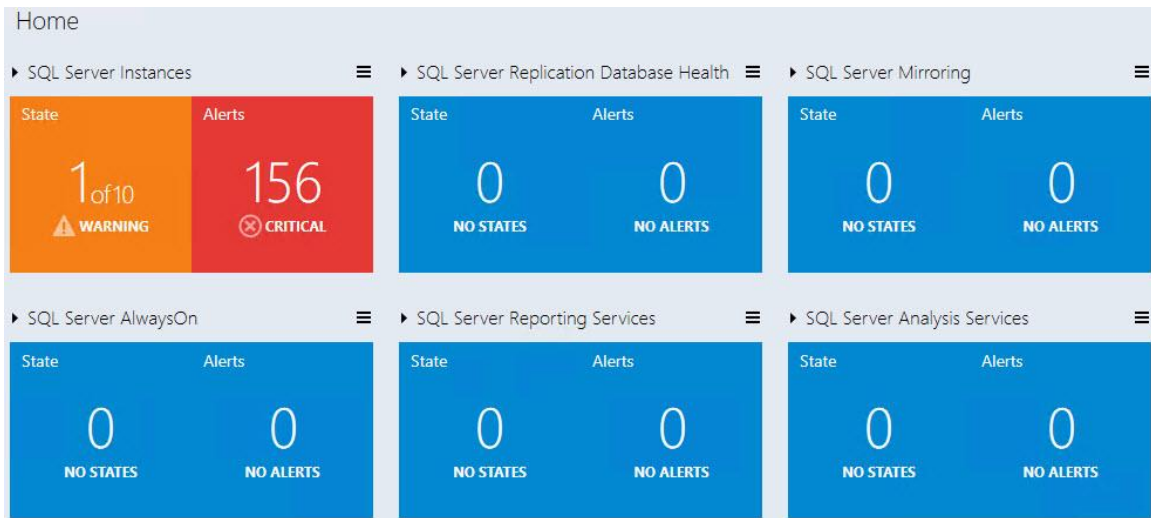 Home
SQL Server Instances
SQL Server Replication Database Health
SQL Server Mirroring
State
Alerts
1 of 10
WARNING
156
CRITICAL
State
Alerts
0
NO STATES
0
NO ALERTS
State
Alerts
0
NO STATES
0
NO ALERTS
SQL Server AlwaysOn
SQL Server Reporting Services
SQL Server Analysis Services
State
Alerts
0
NO STATES
0
NO ALERTS
State
Alerts
0
NO STATES
0
NO ALERTS
State
Alerts
0
NO STATES
0
NO ALERTS